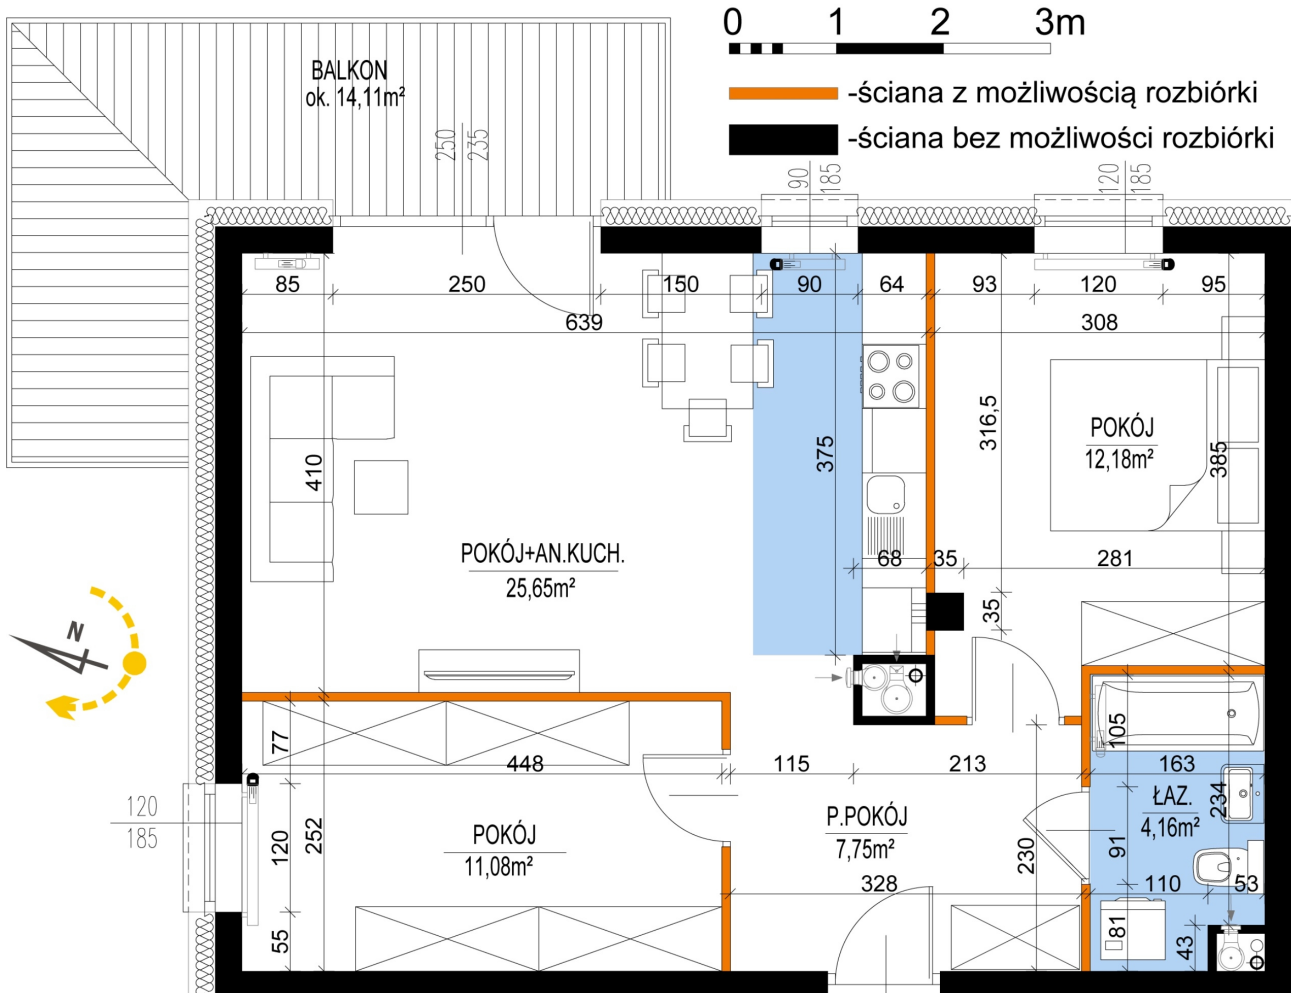 0 1 2 3m
-ściana z możliwością rozbiórki
-ściana bez możliwości rozbiórki
BALKON
ok. 14,11m²
250
235
90
185
120
185
85 250 150 90 64 93 120 95
639 308
410
375
316,5
385
POKÓJ
12,18m²
POKÓJ+AN.KUCH.
25,65m²
68 35 281
35
N
77
448 115 213 163
105
234
120
185
120
252
POKÓJ
11,08m²
P.POKÓJ
7,75m²
ŁAZ.
4,16m²
230
91
328 110 53
55
81
43